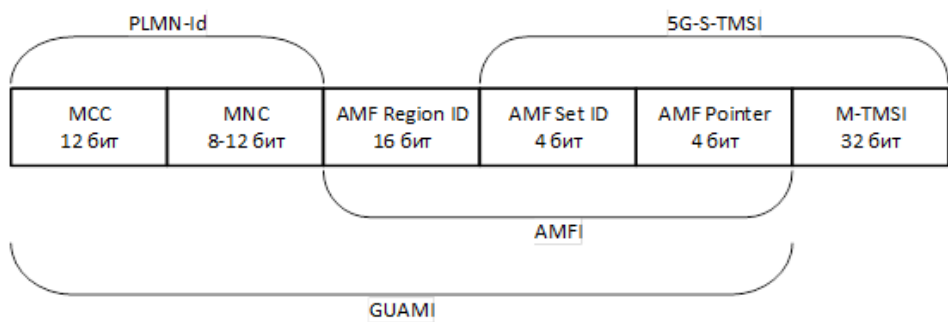 PLMN-Id
5G-S-TMSI
MCC
12 бит
MNC
8-12 бит
AMF Region ID
16 бит
AMF Set ID
4 бит
AMF Pointer
4 бит
M-TMSI
32 бит
AMFI
GUAMI